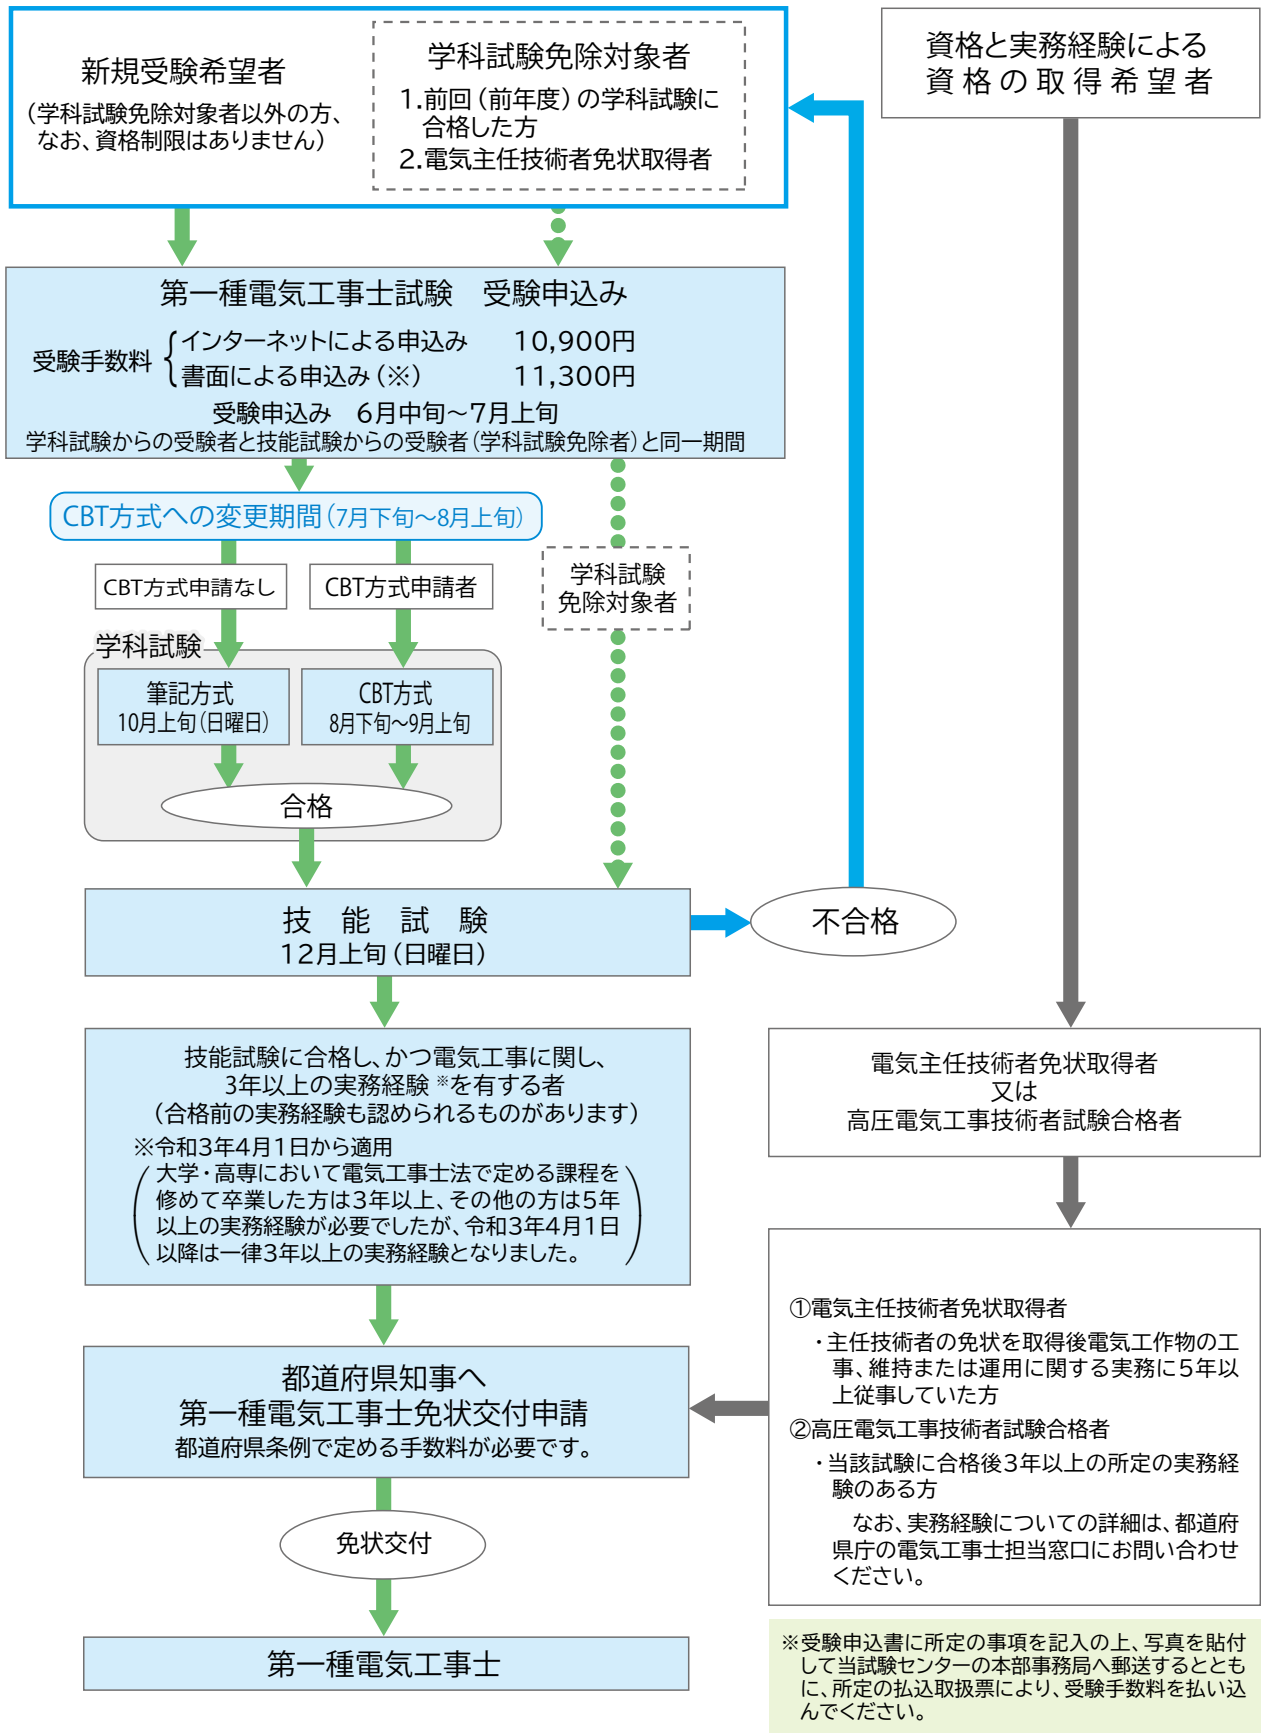 新規受験希望者
(学科試験免除対象者以外の方、
なお、資格制限はありません)
学科試験免除対象者
1.前回(前年度)の学科試験に
合格した方
2.電気主任技術者免状取得者
資格と実務経験による
資格の取得希望者
第一種電気工事士試験　受験申込み
受験手数料
インターネットによる申込み　10,900円
書面による申込み(※)　11,300円
受験申込み　6月中旬～7月上旬
学科試験からの受験者と技能試験からの受験者(学科試験免除者)と同一期間
CBT方式への変更期間(7月下旬～8月上旬)
CBT方式申請なし
CBT方式申請者
学科試験
免除対象者
学科試験
筆記方式
10月上旬(日曜日)
CBT方式
8月下旬～9月上旬
合格
技　能　試　験
12月上旬(日曜日)
不合格
技能試験に合格し、かつ電気工事に関し、
3年以上の実務経験※を有する者
(合格前の実務経験も認められるものがあります)
※令和3年4月1日から適用
(大学・高専において電気工事士法で定める課程を
修めて卒業した方は3年以上、その他の方は5年
以上の実務経験が必要でしたが、令和3年4月1日
以降は一律3年以上の実務経験となりました。)
電気主任技術者免状取得者
又は
高圧電気工事技術者試験合格者
①電気主任技術者免状取得者
・主任技術者の免状を取得後電気工作物の工
事、維持または運用に関する実務に5年以
上従事していた方
②高圧電気工事技術者試験合格者
・当該試験に合格後3年以上の所定の実務経
験のある方
なお、実務経験についての詳細は、都道府
県庁の電気工事士担当窓口にお問い合わせ
ください。
都道府県知事へ
第一種電気工事士免状交付申請
都道府県条例で定める手数料が必要です。
免状交付
第一種電気工事士
※受験申込書に所定の事項を記入の上、写真を貼付
して当試験センターの本部事務局へ郵送するととも
に、所定の払込取扱票により、受験手数料を払い込
んでください。